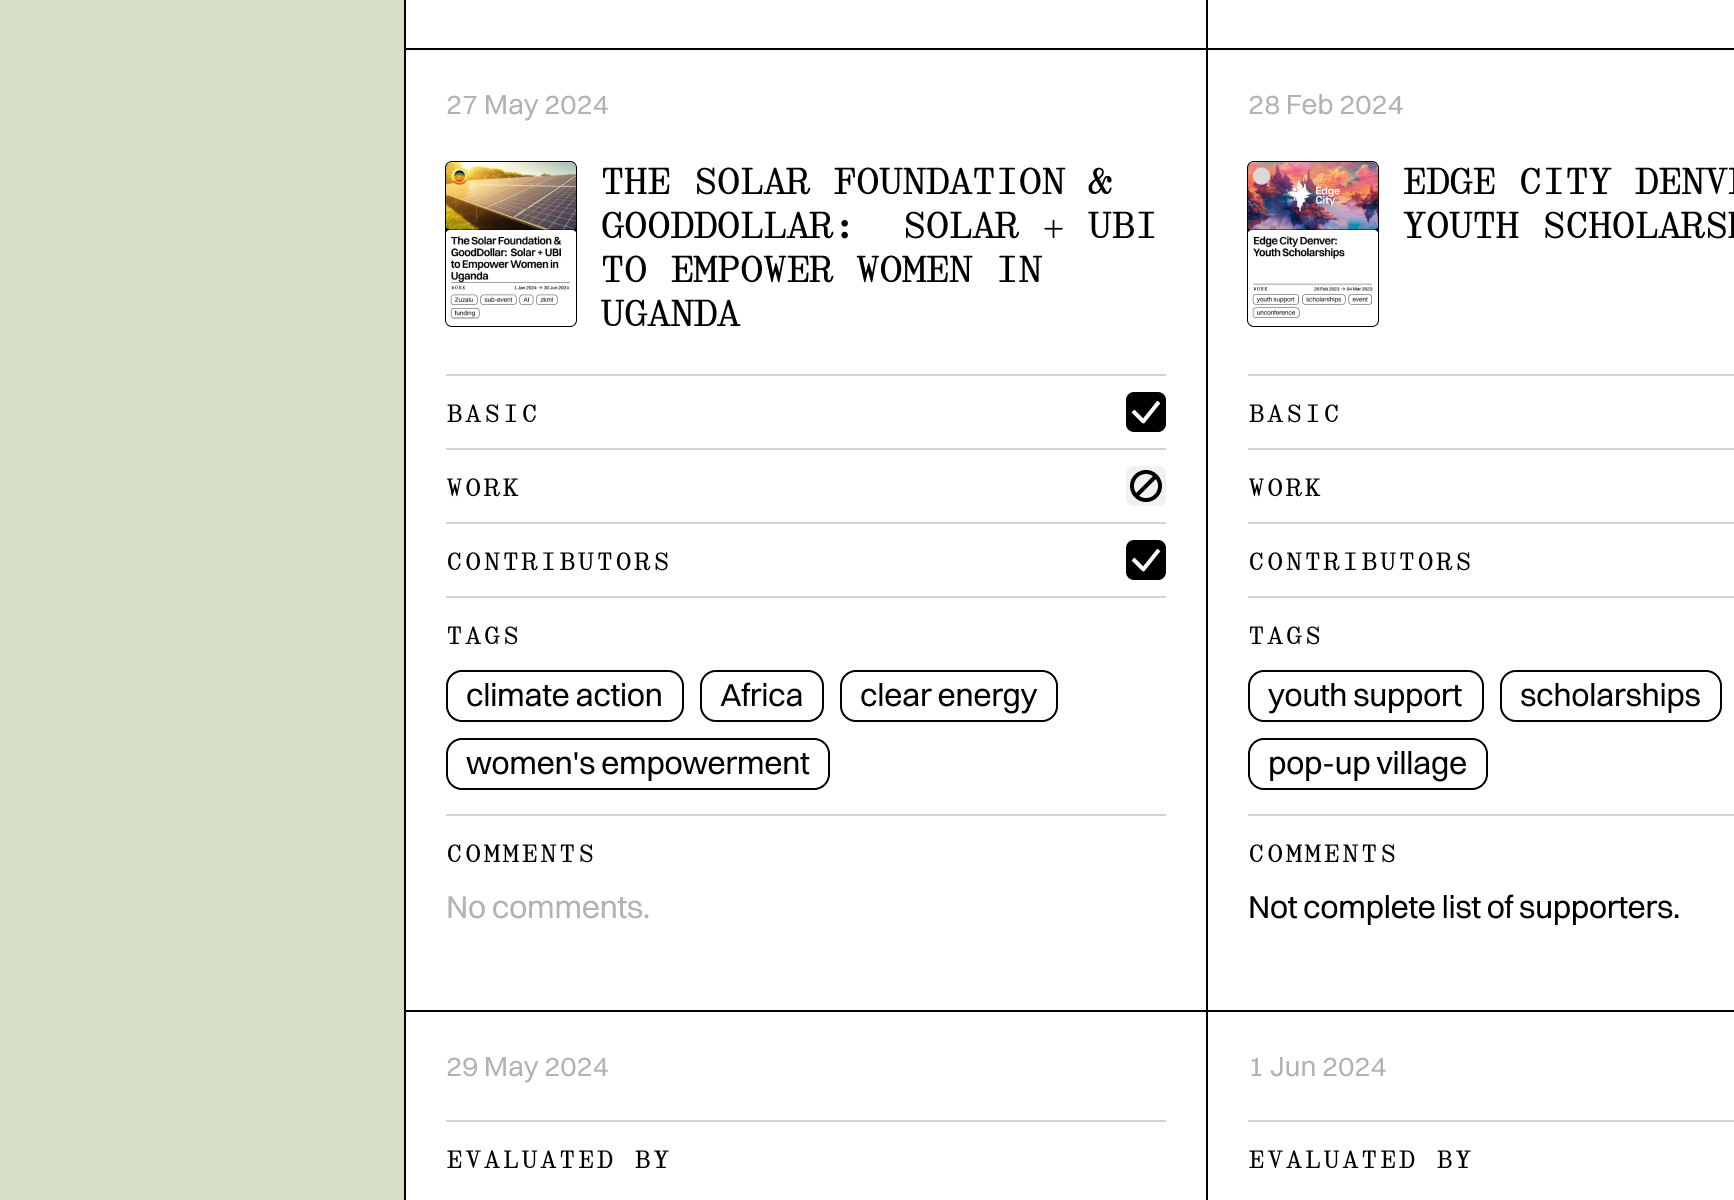 27 May 2024
THE SOLAR FOUNDATION &
GOODDOLLAR:  SOLAR + UBI
TO EMPOWER WOMEN IN
UGANDA
The Solar Foundation &
GoodDollar: Solar + UBI
to Empower Women in
Uganda
WORK 1 Jan 2024 → 30 Jun 2024
Zuzalu sub-event AI zkml
funding
BASIC
WORK
CONTRIBUTORS
TAGS
climate action Africa clear energy
women's empowerment
COMMENTS
No comments.
28 Feb 2024
EDGE CITY DENV
YOUTH SCHOLARS
Edge
City
Edge City Denver:
Youth Scholarships
WORK 28 Feb 2023 → 04 Mar 2023
youth support scholarships event
unconference
BASIC
WORK
CONTRIBUTORS
TAGS
youth support scholarships
pop-up village
COMMENTS
Not complete list of supporters.
29 May 2024
EVALUATED BY
1 Jun 2024
EVALUATED BY